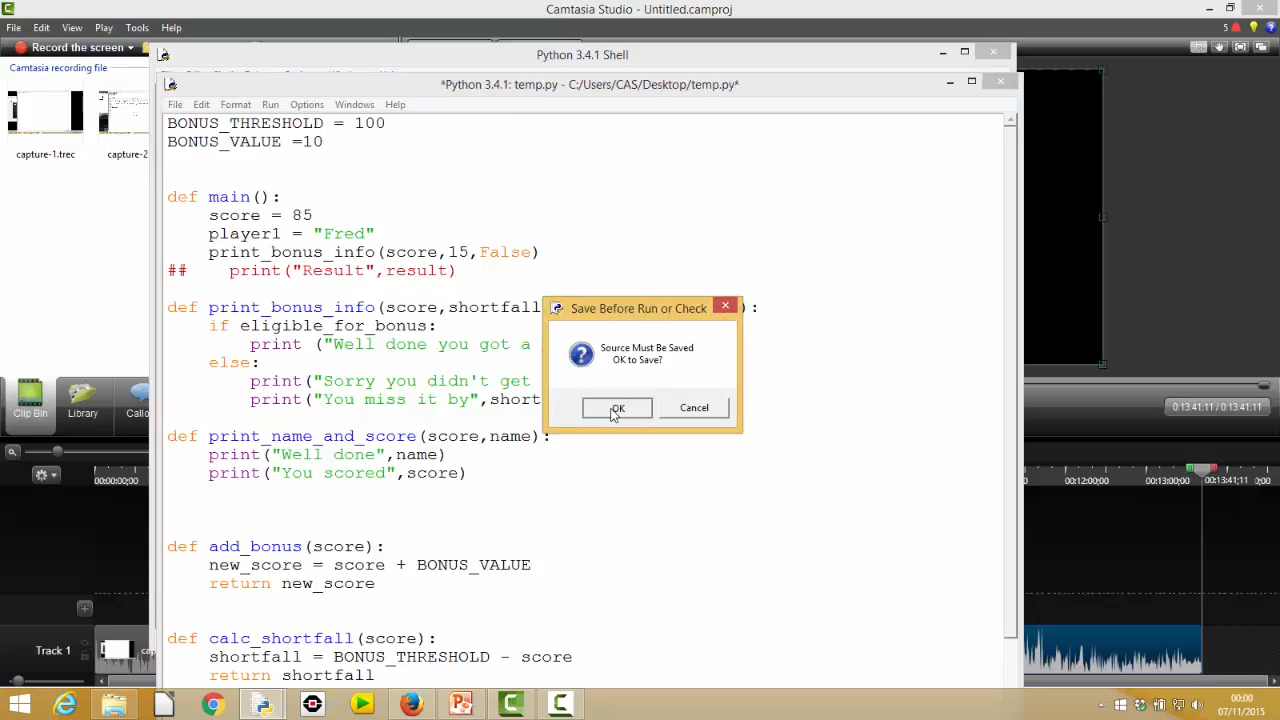 Camtasia Studio - Untitled.camproj
File Edit View Play Tools Help
Record the screen
5
Python 3.4.1 Shell
Camtasia recording file
capture-1.trec
capture-2
*Python 3.4.1: temp.py - C:/Users/CAS/Desktop/temp.py*
File Edit Format Run Options Windows Help
BONUS_THRESHOLD = 100
BONUS_VALUE =10
def main():
score = 85
player1 = "Fred"
print_bonus_info(score,15,False)
## print("Result",result)
def print_bonus_info(score,shortfall ):
if eligible_for_bonus:
print ("Well done you got a
else:
print("Sorry you didn't get
print("You miss it by",short
def print_name_and_score(score,name):
print("Well done",name)
print("You scored",score)
def add_bonus(score):
new_score = score + BONUS_VALUE
return new_score
def calc_shortfall(score):
shortfall = BONUS_THRESHOLD - score
return shortfall
Save Before Run or Check
Source Must Be Saved
OK to Save?
OK
Cancel
Clip Bin
Library
Callo
0:13:41;11 / 0:13:41;11
00:00:00;00
00:12:00;00
00:13:00;00
00:13:41;11
;0;00
Track 1
00:00
07/11/2015